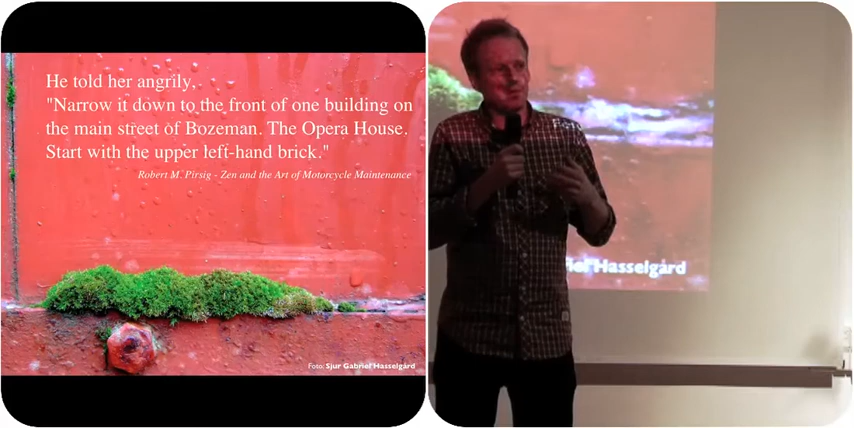 He told her angrily,
"Narrow it down to the front of one building on
the main street of Bozeman. The Opera House.
Start with the upper left-hand brick."
Robert M. Pirsig - Zen and the Art of Motorcycle Maintenance
Foto: Sjur Gabriel Hasselgård
Foto
Hasselgård